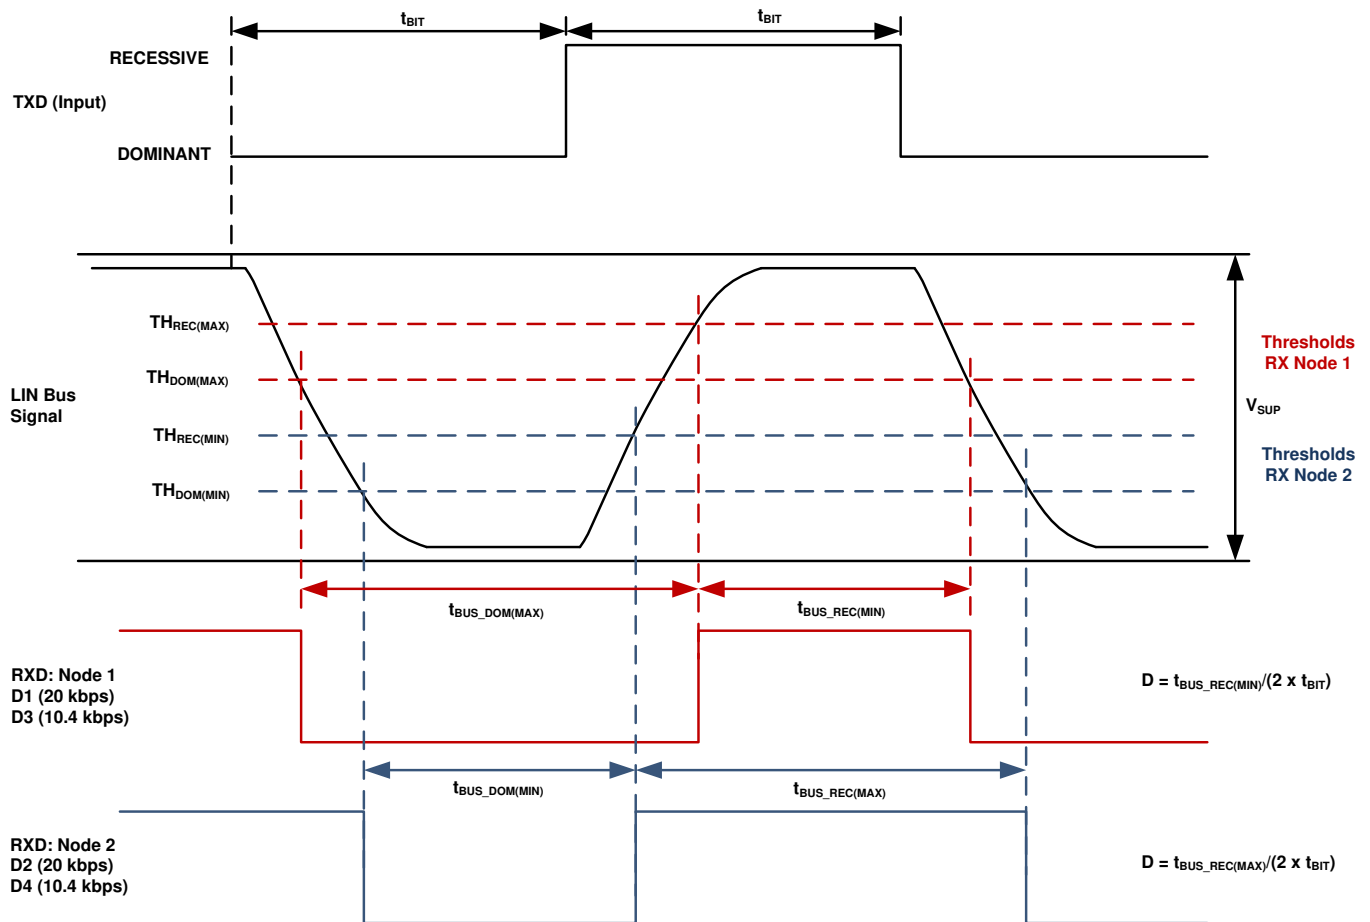 tBIT
tBIT
RECESSIVE
TXD (Input)
DOMINANT
THREC(MAX)
THDOM(MAX)
THREC(MIN)
THDOM(MIN)
LIN Bus
Signal
Thresholds
RX Node 1
VSUP
Thresholds
RX Node 2
tBUS_DOM(MAX)
tBUS_REC(MIN)
RXD: Node 1
D1 (20 kbps)
D3 (10.4 kbps)
D = tBUS_REC(MIN)/(2 x tBIT)
tBUS_DOM(MIN)
tBUS_REC(MAX)
RXD: Node 2
D2 (20 kbps)
D4 (10.4 kbps)
D = tBUS_REC(MAX)/(2 x tBIT)